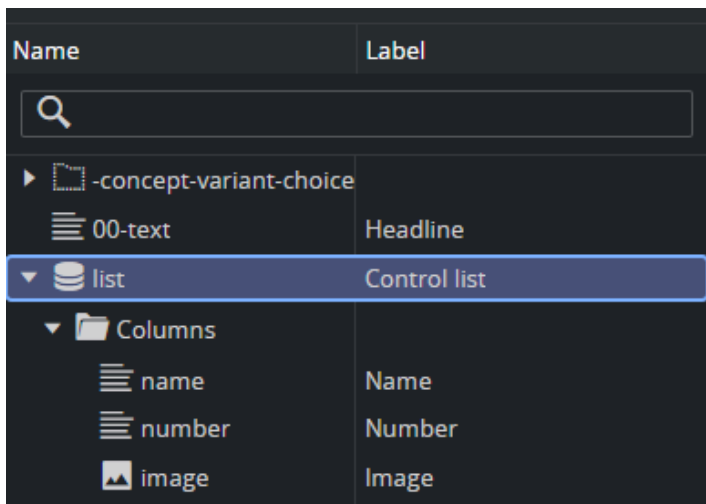 Name Label
-concept-variant-choice
00-text Headline
list Control list
Columns
name Name
number Number
image Image